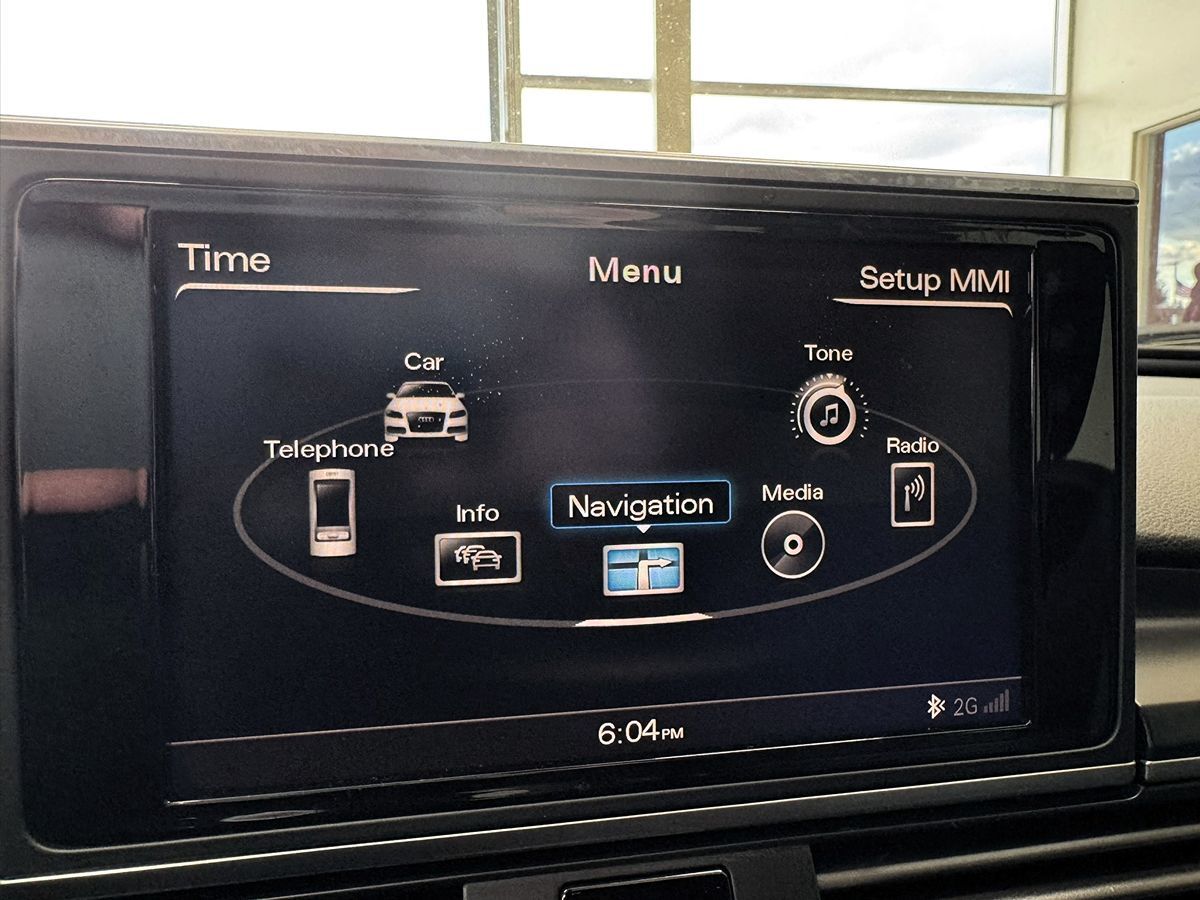 Time
Menu
Setup MMI
Car
Tone
Telephone
Radio
Info
Navigation
Media
6:04PM
2G